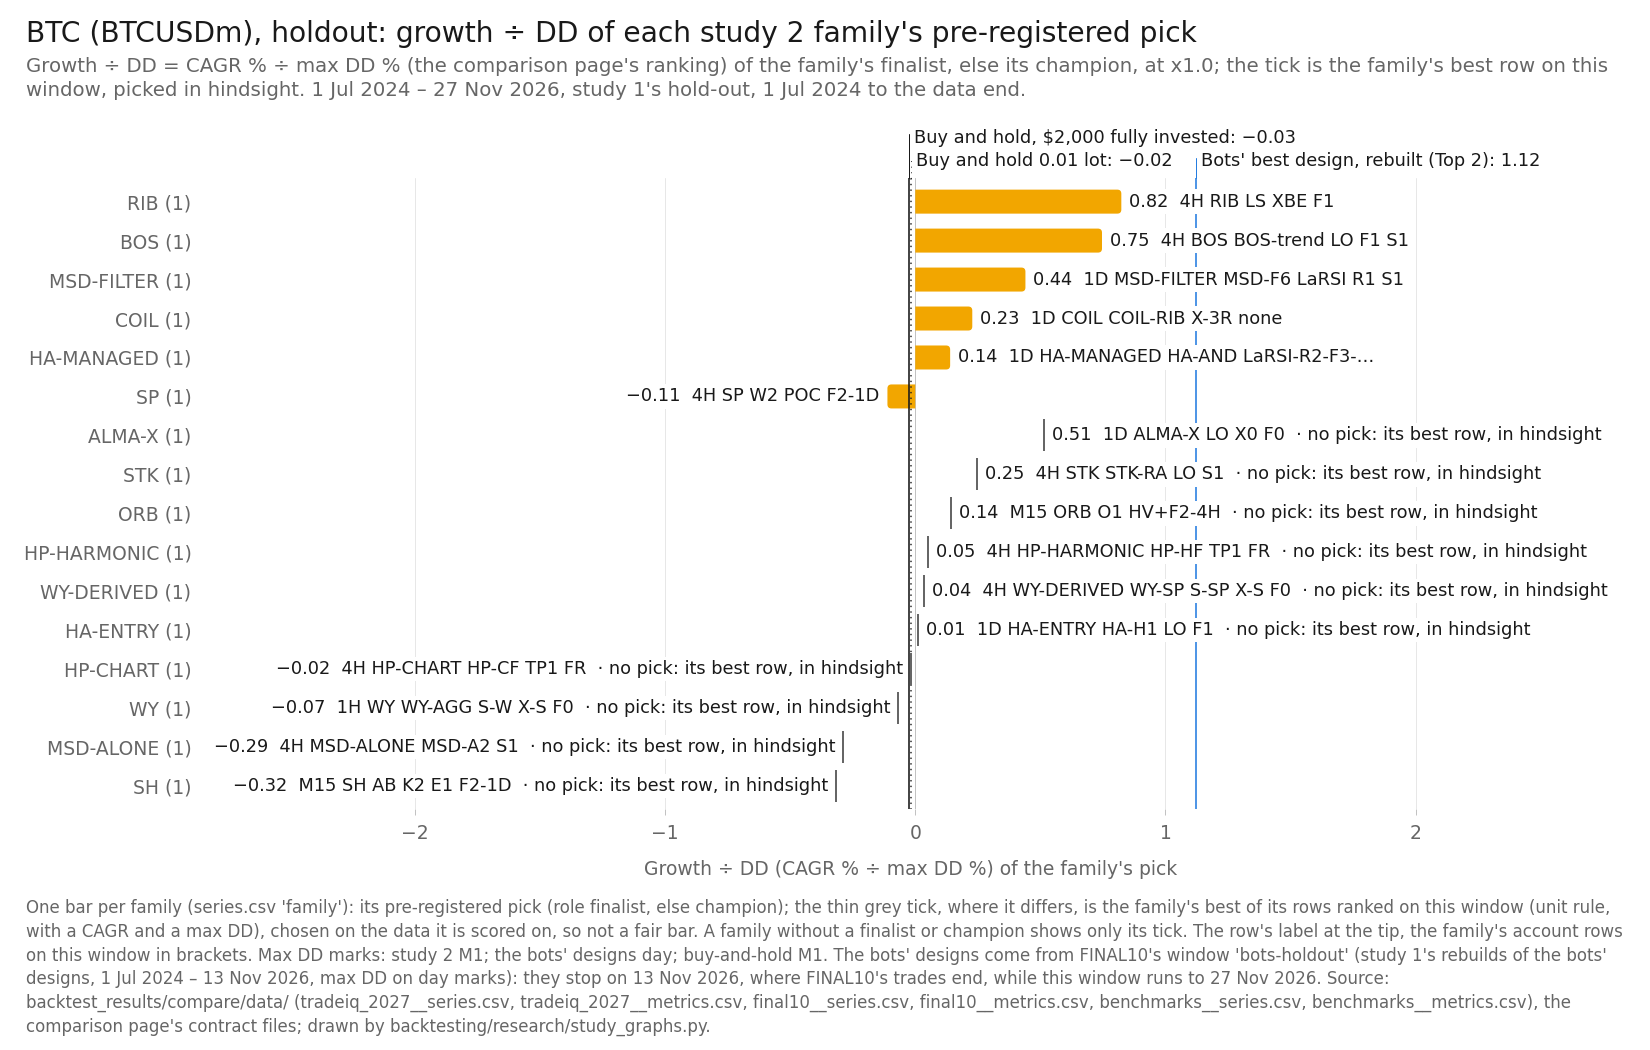 BTC (BTCUSDm), holdout: growth ÷ DD of each study 2 family's pre-registered pick
Growth ÷ DD = CAGR % ÷ max DD % (the comparison page's ranking) of the family's finalist, else its champion, at x1.0; the tick is the family's best row on this
window, picked in hindsight. 1 Jul 2024 – 27 Nov 2026, study 1's hold-out, 1 Jul 2024 to the data end.
Buy and hold, $2,000 fully invested: −0.03
Buy and hold 0.01 lot: −0.02
Bots' best design, rebuilt (Top 2): 1.12
RIB (1)
0.82 4H RIB LS XBE F1
BOS (1)
0.75 4H BOS BOS-trend LO F1 S1
MSD-FILTER (1)
0.44 1D MSD-FILTER MSD-F6 LaRSI R1 S1
COIL (1)
0.23 1D COIL COIL-RIB X-3R none
HA-MANAGED (1)
0.14 1D HA-MANAGED HA-AND LaRSI-R2-F3-…
SP (1)
−0.11 4H SP W2 POC F2-1D
ALMA-X (1)
0.51 1D ALMA-X LO X0 F0 · no pick: its best row, in hindsight
STK (1)
0.25 4H STK STK-RA LO S1 · no pick: its best row, in hindsight
ORB (1)
0.14 M15 ORB O1 HV+F2-4H · no pick: its best row, in hindsight
HP-HARMONIC (1)
0.05 4H HP-HARMONIC HP-HF TP1 FR · no pick: its best row, in hindsight
WY-DERIVED (1)
0.04 4H WY-DERIVED WY-SP S-SP X-S F0 · no pick: its best row, in hindsight
HA-ENTRY (1)
0.01 1D HA-ENTRY HA-H1 LO F1 · no pick: its best row, in hindsight
HP-CHART (1)
−0.02 4H HP-CHART HP-CF TP1 FR · no pick: its best row, in hindsight
WY (1)
−0.07 1H WY WY-AGG S-W X-S F0 · no pick: its best row, in hindsight
MSD-ALONE (1)
−0.29 4H MSD-ALONE MSD-A2 S1 · no pick: its best row, in hindsight
SH (1)
−0.32 M15 SH AB K2 E1 F2-1D · no pick: its best row, in hindsight
−2 −1 0 1 2
Growth ÷ DD (CAGR % ÷ max DD %) of the family's pick
One bar per family (series.csv 'family'): its pre-registered pick (role finalist, else champion); the thin grey tick, where it differs, is the family's best of its rows ranked on this window (unit rule,
with a CAGR and a max DD), chosen on the data it is scored on, so not a fair bar. A family without a finalist or champion shows only its tick. The row's label at the tip, the family's account rows
on this window in brackets. Max DD marks: study 2 M1; the bots' designs day; buy-and-hold M1. The bots' designs come from FINAL10's window 'bots-holdout' (study 1's rebuilds of the bots'
designs, 1 Jul 2024 – 13 Nov 2026, max DD on day marks): they stop on 13 Nov 2026, where FINAL10's trades end, while this window runs to 27 Nov 2026. Source:
backtest_results/compare/data/ (tradeiq_2027__series.csv, tradeiq_2027__metrics.csv, final10__series.csv, final10__metrics.csv, benchmarks__series.csv, benchmarks__metrics.csv), the
comparison page's contract files; drawn by backtesting/research/study_graphs.py.